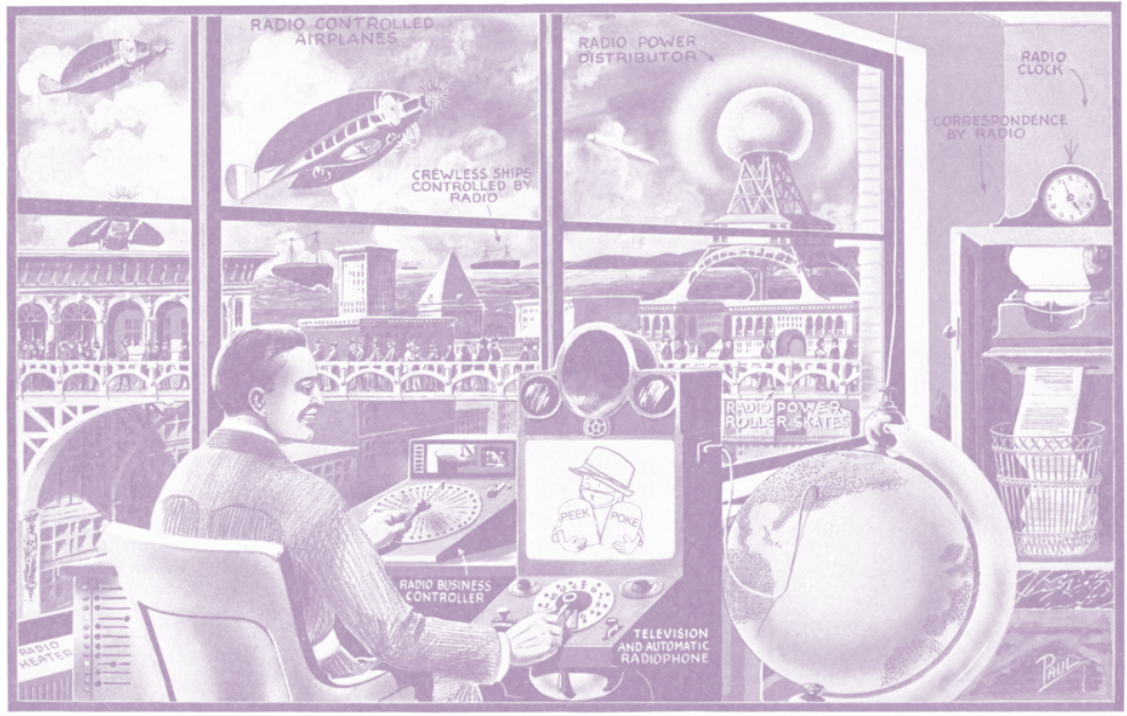 RADIO CONTROLLED
AIRPLANES
RADIO POWER
DISTRIBUTOR
RADIO
CLOCK
CORRESPONDENCE
BY RADIO
CREWLESS SHIPS
CONTROLLED BY
RADIO
RADIO POWER
ROLLER SKATES
PEEK
POKE
RADIO BUSINESS
CONTROLLER
TELEVISION
AND AUTOMATIC
RADIOPHONE
RADIO
HEATER
PAUL